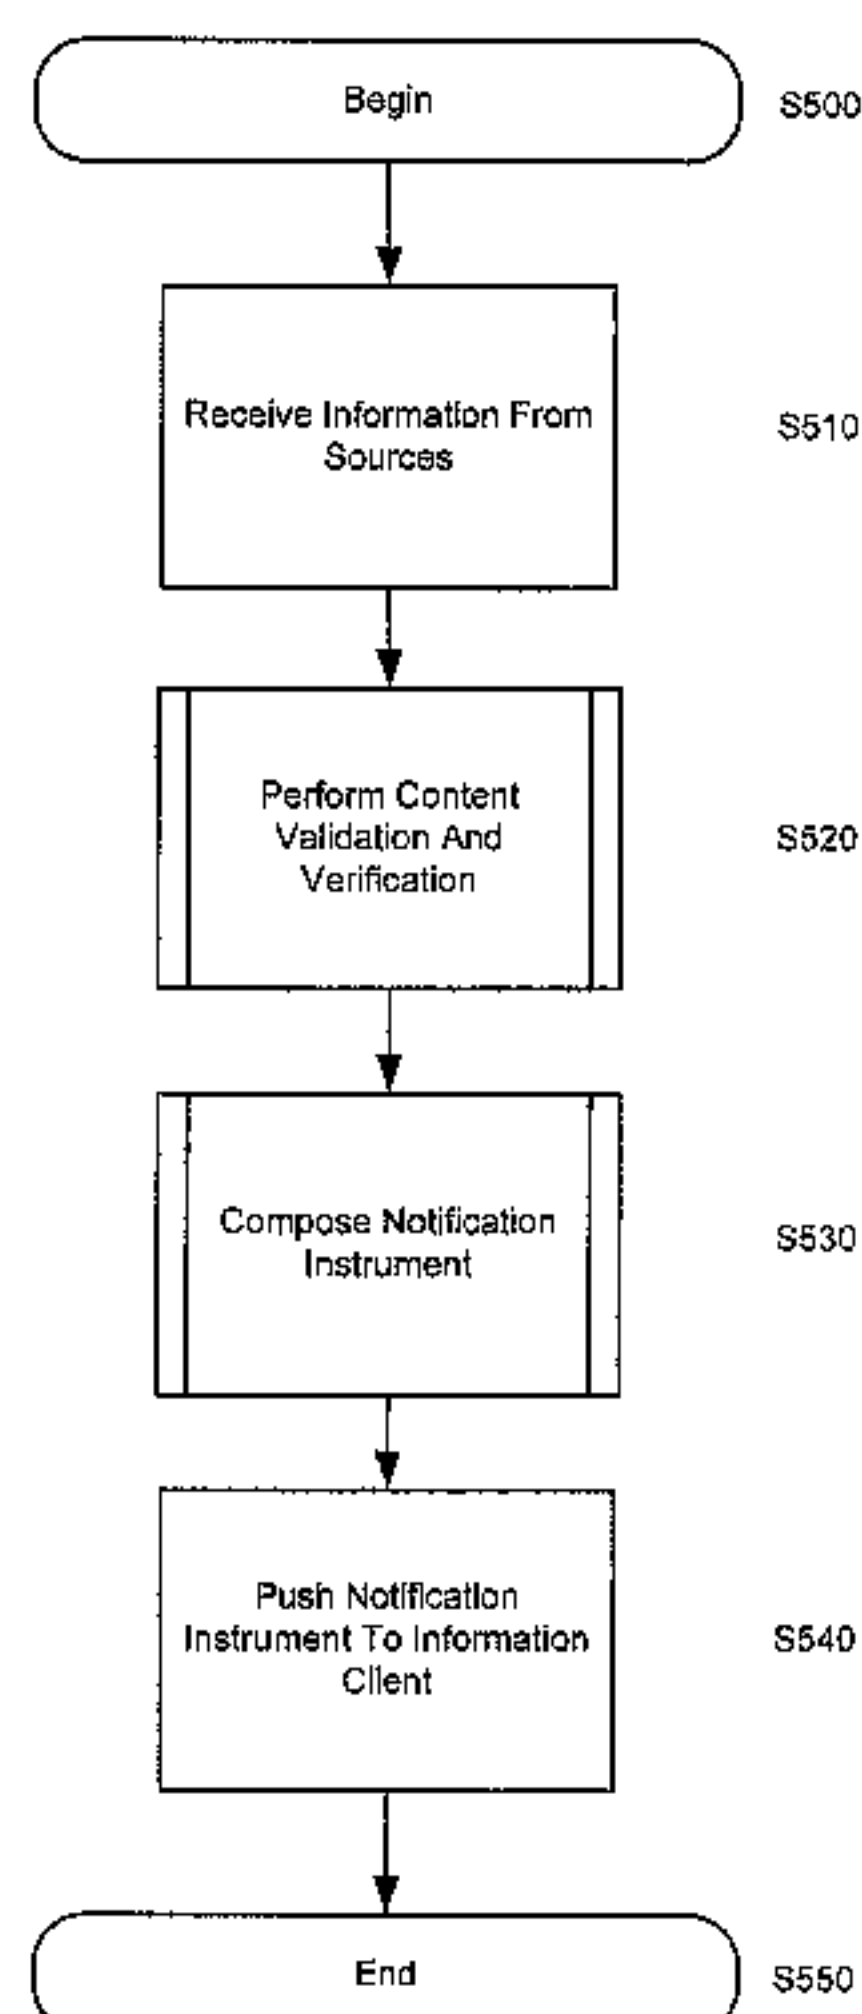 Begin
S500
Receive Information From
Sources
S510
Perform Content
Validation And
Verification
S520
Compose Notification
Instrument
S530
Push Notification
Instrument To Information
Client
S540
End
S550